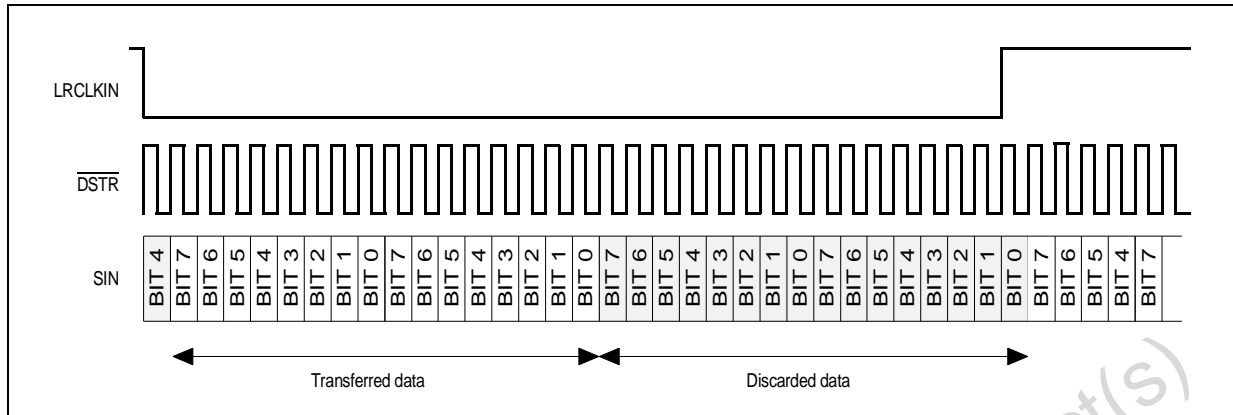 LRCLKIN
DSTR
SIN
BIT 4 BIT 7 BIT 6 BIT 5 BIT 4 BIT 3 BIT 2 BIT 1 BIT 0 BIT 7 BIT 6 BIT 5 BIT 4 BIT 3 BIT 2 BIT 1 BIT 0 BIT 7 BIT 6 BIT 5 BIT 4 BIT 3 BIT 2 BIT 1 BIT 0 BIT 7 BIT 6 BIT 5 BIT 4 BIT 3 BIT 2 BIT 1 BIT 0 BIT 7 BIT 6 BIT 5 BIT 4 BIT 7
Transferred data Discarded data
ct(s)